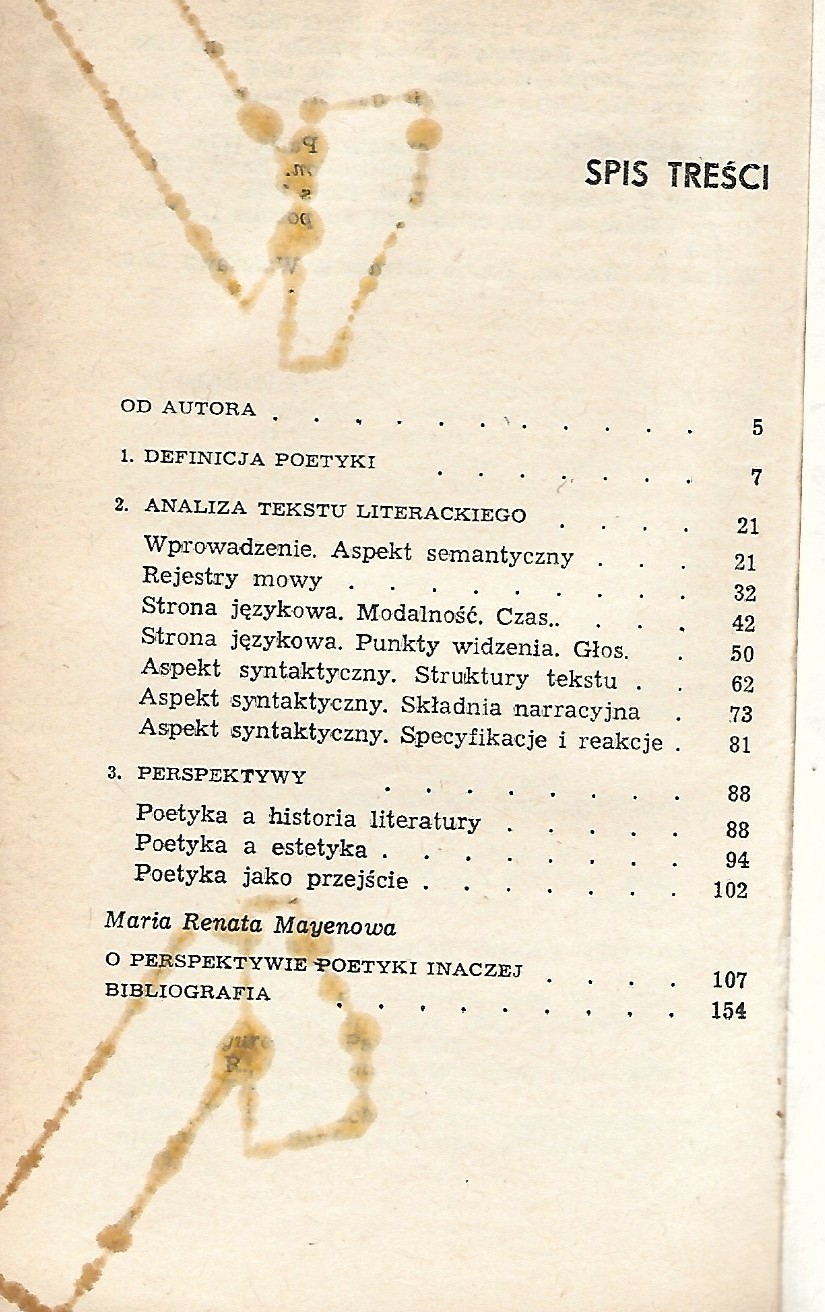 SPIS TREŚCI
OD AUTORA . . . . . . . . . . . 5
1. DEFINICJA POETYKI . . . . . . . 7
2. ANALIZA TEKSTU LITERACKIEGO . . . . 21
Wprowadzenie. Aspekt semantyczny . . . 21
Rejestry mowy . . . . . . . . . 32
Strona językowa. Modalność. Czas.. . . . 42
Strona językowa. Punkty widzenia. Głos. . 50
Aspekt syntaktyczny. Struktury tekstu . . 62
Aspekt syntaktyczny. Składnia narracyjna . 73
Aspekt syntaktyczny. Specyfikacje i reakcje . 81
3. PERSPEKTYWY . . . . . . . . 88
Poetyka a historia literatury . . . . . 88
Poetyka a estetyka . . . . . . . . 94
Poetyka jako przejście . . . . . . . 102
Maria Renata Mayenowa
O PERSPEKTYWIE POETYKI INACZEJ . . . . 107
BIBLIOGRAFIA . . . . . . . . . 154